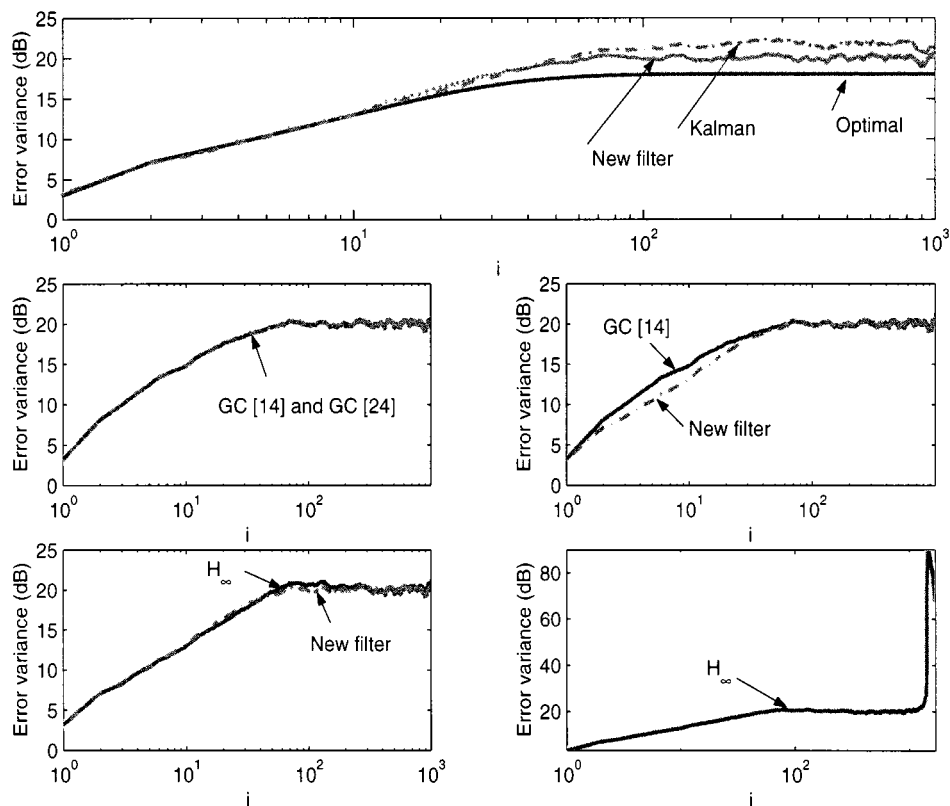 Error variance (dB)
25
20
15
10
5
0
Kalman
Optimal
New filter
10^0
10^1
10^2
10^3
i
Error variance (dB)
25
20
15
10
5
0
GC [14] and GC [24]
10^0
10^1
10^2
i
Error variance (dB)
25
20
15
10
5
0
GC [14]
New filter
10^0
10^1
10^2
i
Error variance (dB)
25
20
15
10
5
0
H∞
New filter
10^0
10^1
10^2
10^3
i
Error variance (dB)
80
60
40
20
H∞
10^0
10^2
i